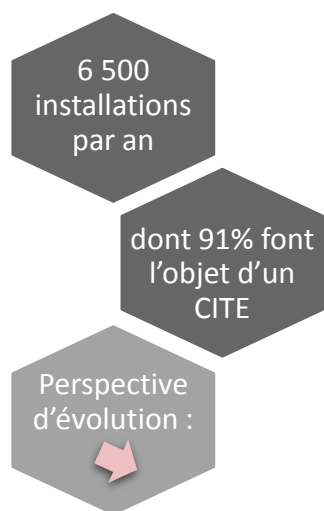 6 500
installations
par an
dont 91% font
l’objet d’un
CITE
Perspective
d’évolution :